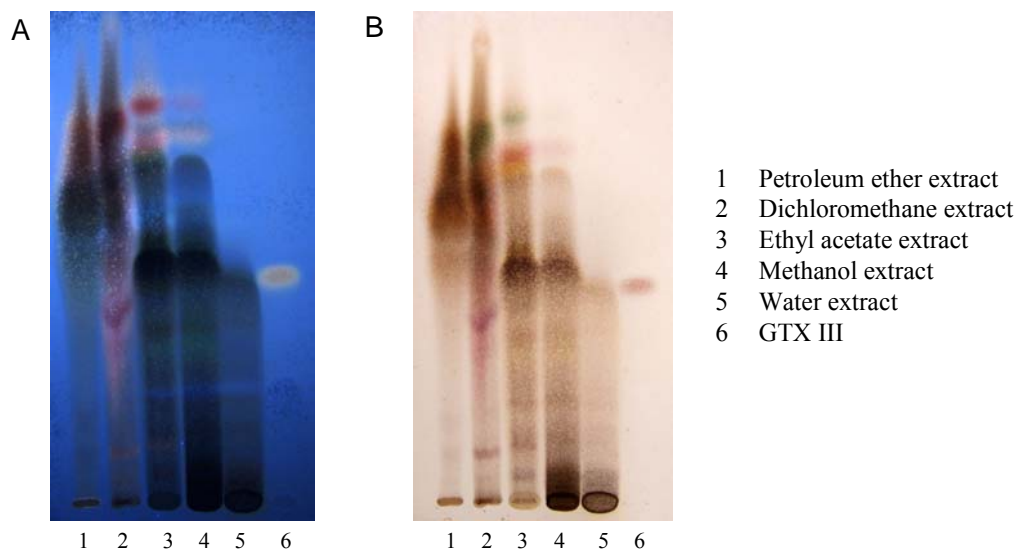 A
B
1 Petroleum ether extract
2 Dichloromethane extract
3 Ethyl acetate extract
4 Methanol extract
5 Water extract
6 GTX III
1 2 3 4 5 6
1 2 3 4 5 6